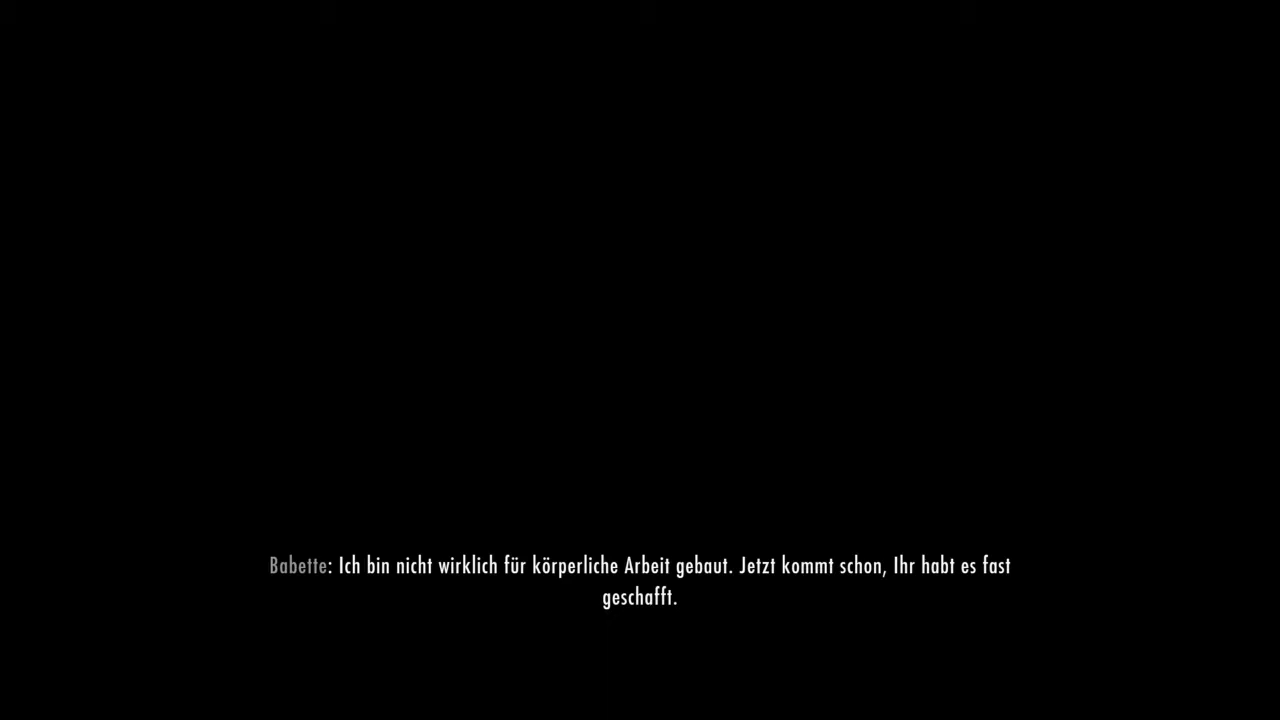 Babette: Ich bin nicht wirklich für körperliche Arbeit gebaut. Jetzt kommt schon, Ihr habt es fast
geschafft.